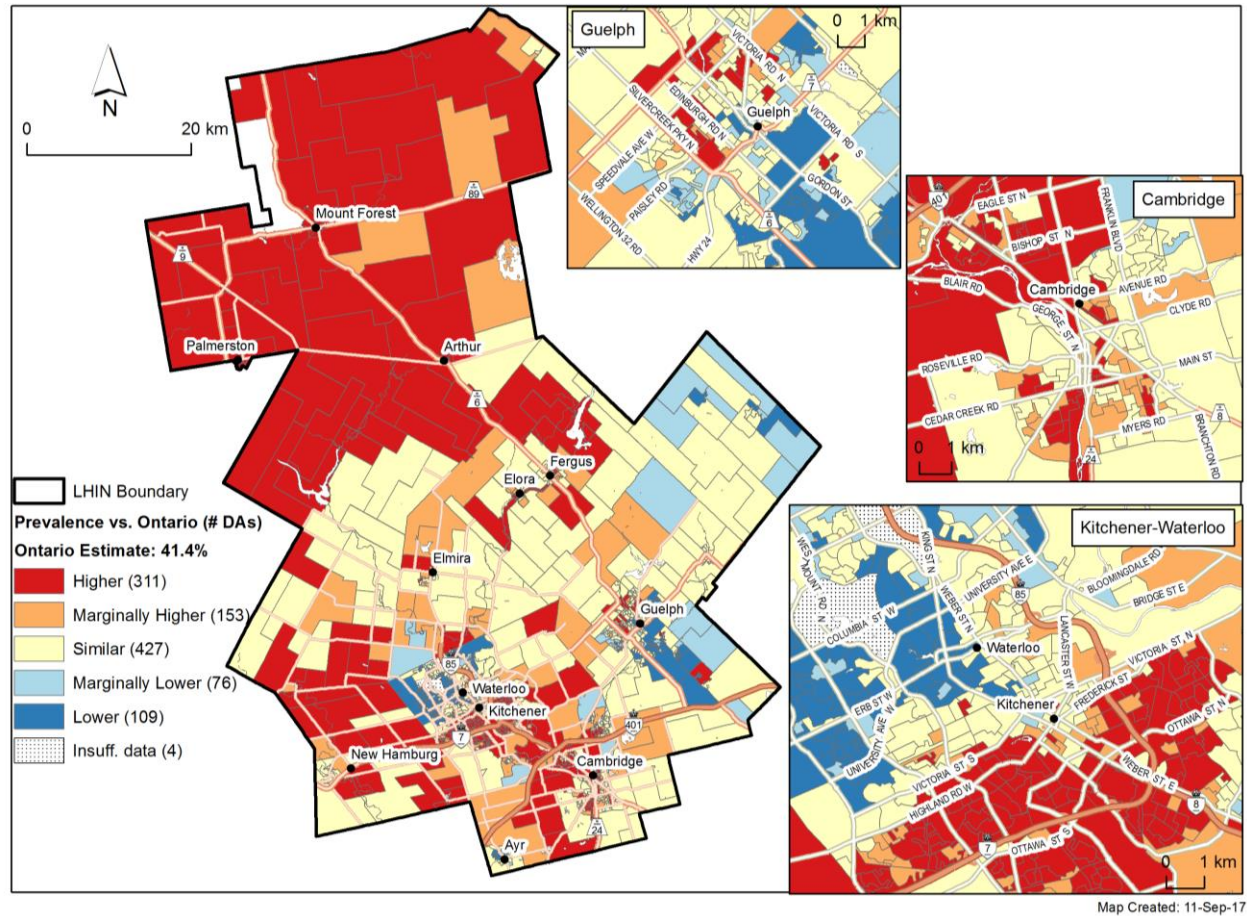 N
0
20 km
Mount Forest
89
9
Palmerston
Arthur
6
Fergus
Elora
Elmira
Guelph
85
Waterloo
Kitchener
7
401
New Hamburg
Cambridge
24
Ayr
LHIN Boundary
Prevalence vs. Ontario (# DAs)
Ontario Estimate: 41.4%
Higher (311)
Marginally Higher (153)
Similar (427)
Marginally Lower (76)
Lower (109)
Insuff. data (4)
Guelph
0 1 km
VICTORIA RD N
7
SILVERCREEK PKY N
EDINBURGH RD N
Guelph
VICTORIA RD S
SPEEDVALE AVE W
PAISLEY RD
GORDON ST
WELLINGTON 32 RD
HWY 24
6
Cambridge
401
EAGLE ST N
FRANKLIN BLVD
BISHOP ST N
BLAIR RD
Cambridge
AVENUE RD
GEORGE ST N
CLYDE RD
ROSEVILLE RD
MAIN ST
CEDAR CREEK RD
MYERS RD
8
BRANCHTON RD
24
0 1 km
Kitchener-Waterloo
KING ST N
WESTMOUNT RD N
UNIVERSITY AVE E
BLOOMINGDALE RD
85
BRIDGE ST E
WEBER ST N
COLUMBIA ST W
LANCASTER ST W
Waterloo
VICTORIA ST N
ERB ST W
FREDERICK ST
Kitchener
OTTAWA ST N
UNIVERSITY AVE W
VICTORIA ST S
WEBER ST E
HIGHLAND RD W
8
7
OTTAWA ST S
0 1 km
Map Created: 11-Sep-17